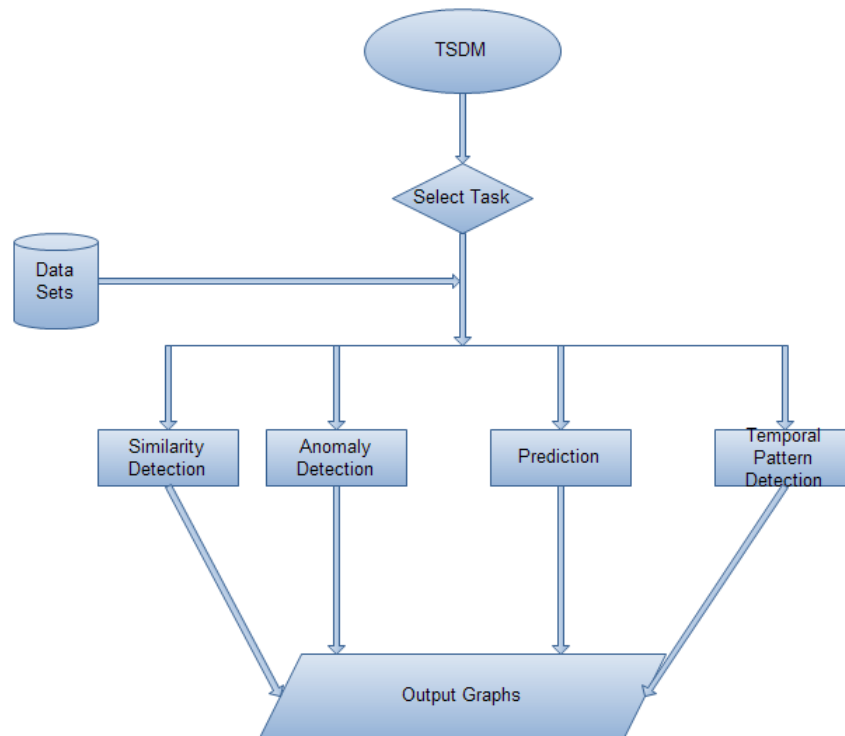 TSDM
Select Task
Data
Sets
Similarity
Detection
Anomaly
Detection
Prediction
Temporal
Pattern
Detection
Output Graphs